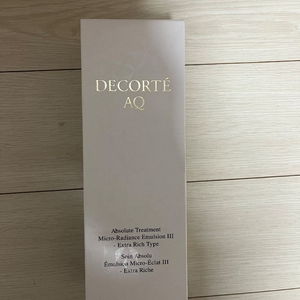 DECORTÉ
AQ
Absolute Treatment
Micro-Radiance Emulsion III
- Extra Rich Type
Soin Absolu
Émulsion Micro-Éclat III
- Extra Riche